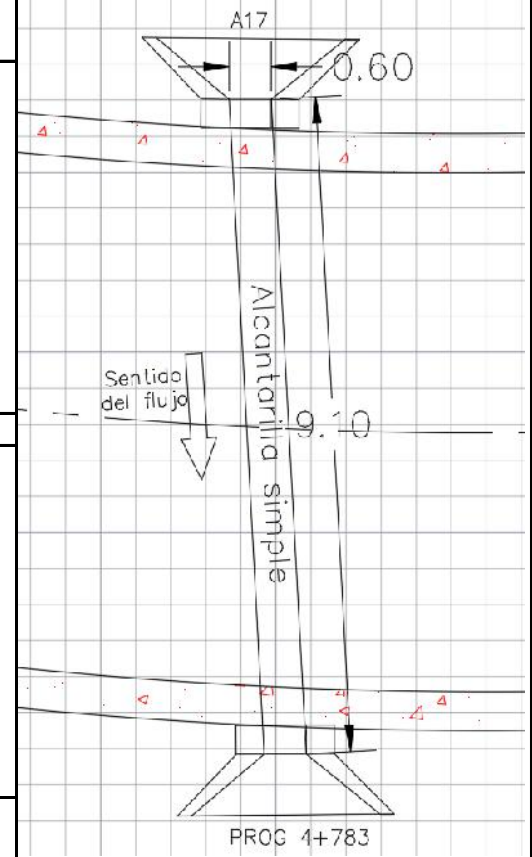 A17
0.60
Alcantarilla simple
Sentido
del flujo
9.10
PROG 4+783